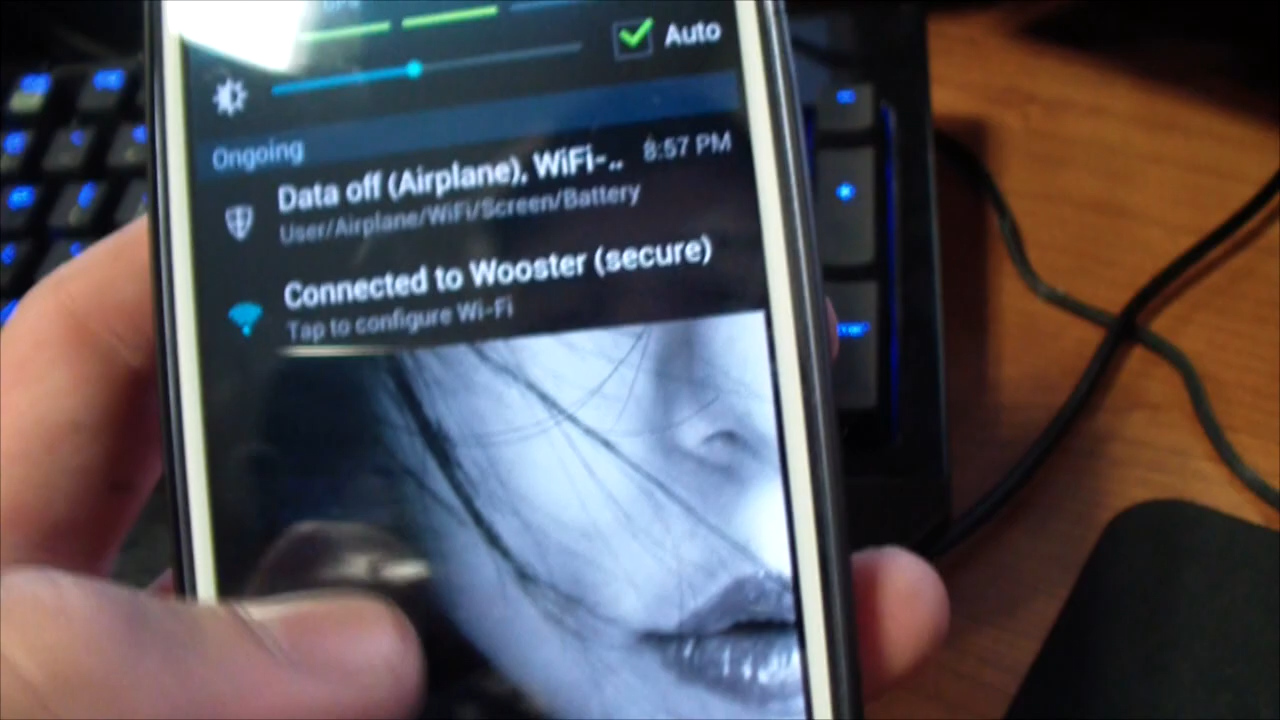 Auto
Ongoing
Data off (Airplane), WiFi-.. 8:57 PM
User/Airplane/WiFi/Screen/Battery
Connected to Wooster (secure)
Tap to configure Wi-Fi